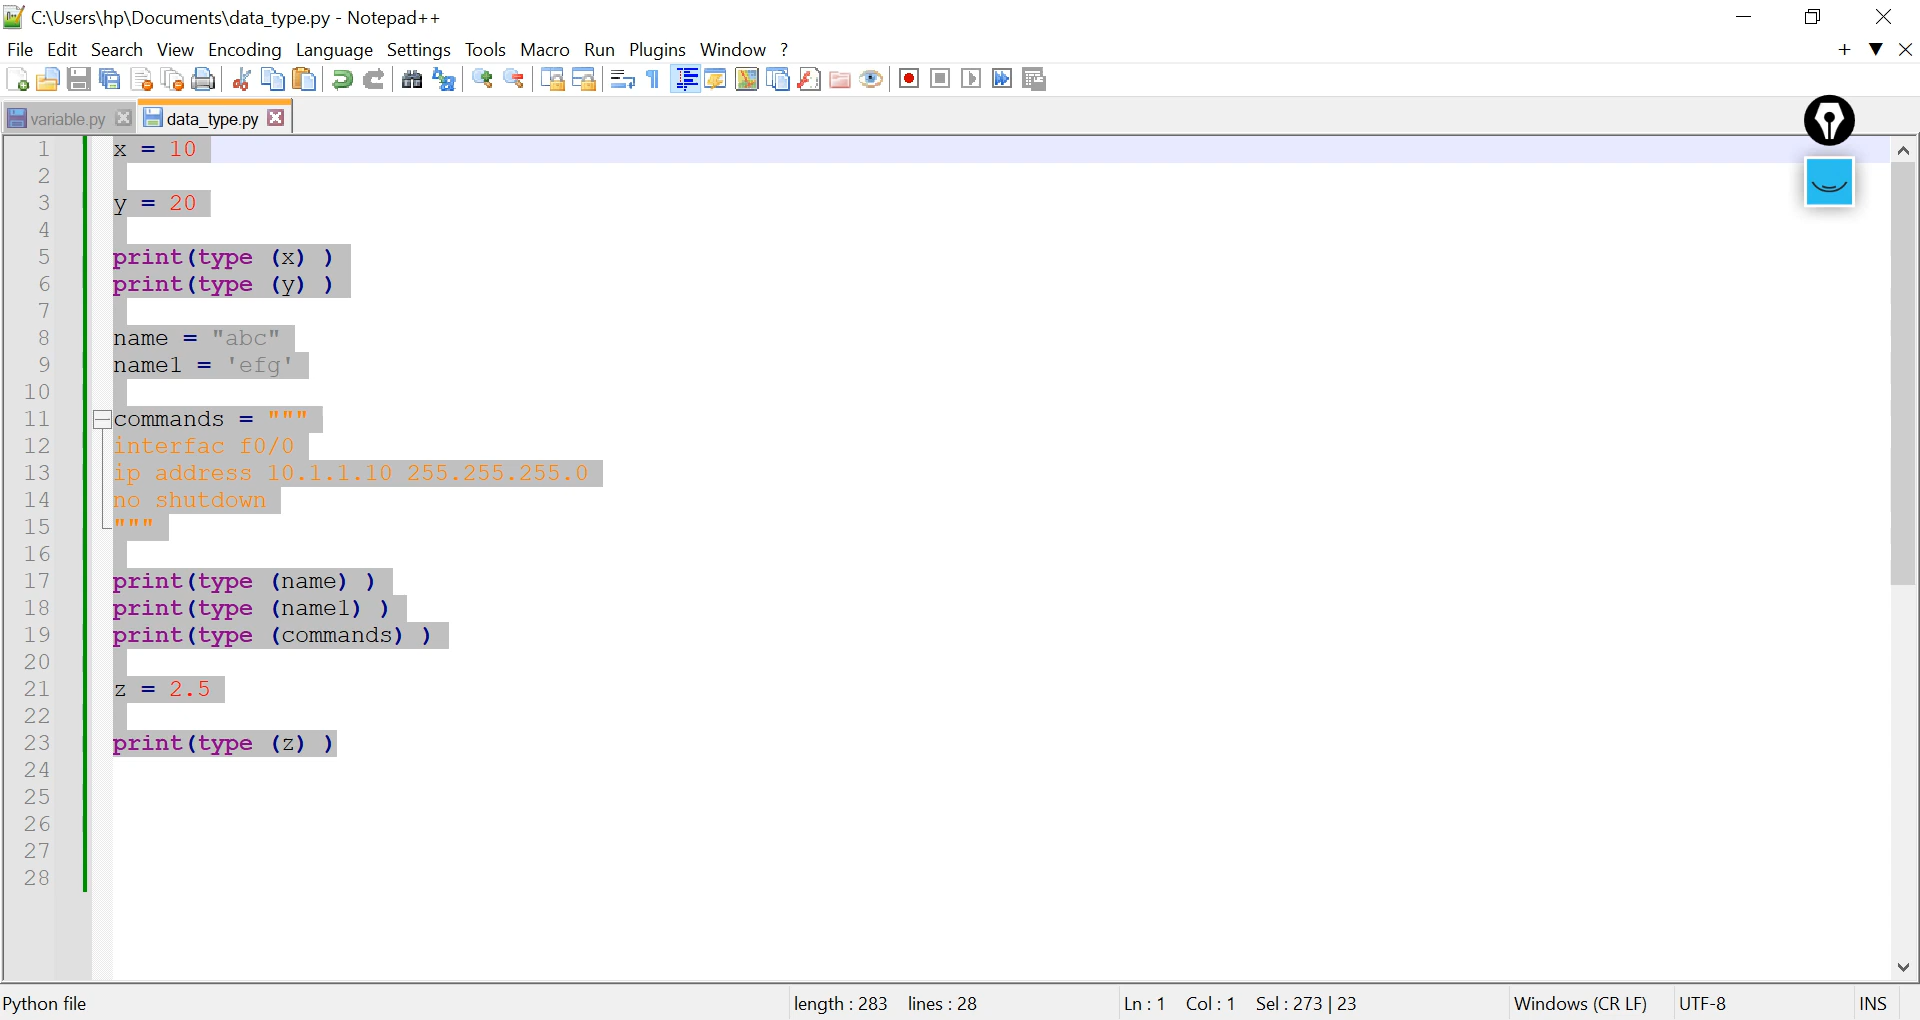 C:\Users\hp\Documents\data_type.py - Notepad++
File Edit Search View Encoding Language Settings Tools Macro Run Plugins Window ?
variable.py data_type.py
1 x = 10
2
3 y = 20
4
5 print(type (x) )
6 print(type (y) )
7
8 name = "abc"
9 name1 = 'efg'
10
11 commands = """
12 interfac f0/0
13 ip address 10.1.1.10 255.255.255.0
14 no shutdown
15 """
16
17 print(type (name) )
18 print(type (name1) )
19 print(type (commands) )
20
21 z = 2.5
22
23 print(type (z) )
24
25
26
27
28
Python file length : 283 lines : 28 Ln : 1 Col : 1 Sel : 273 | 23 Windows (CR LF) UTF-8 INS